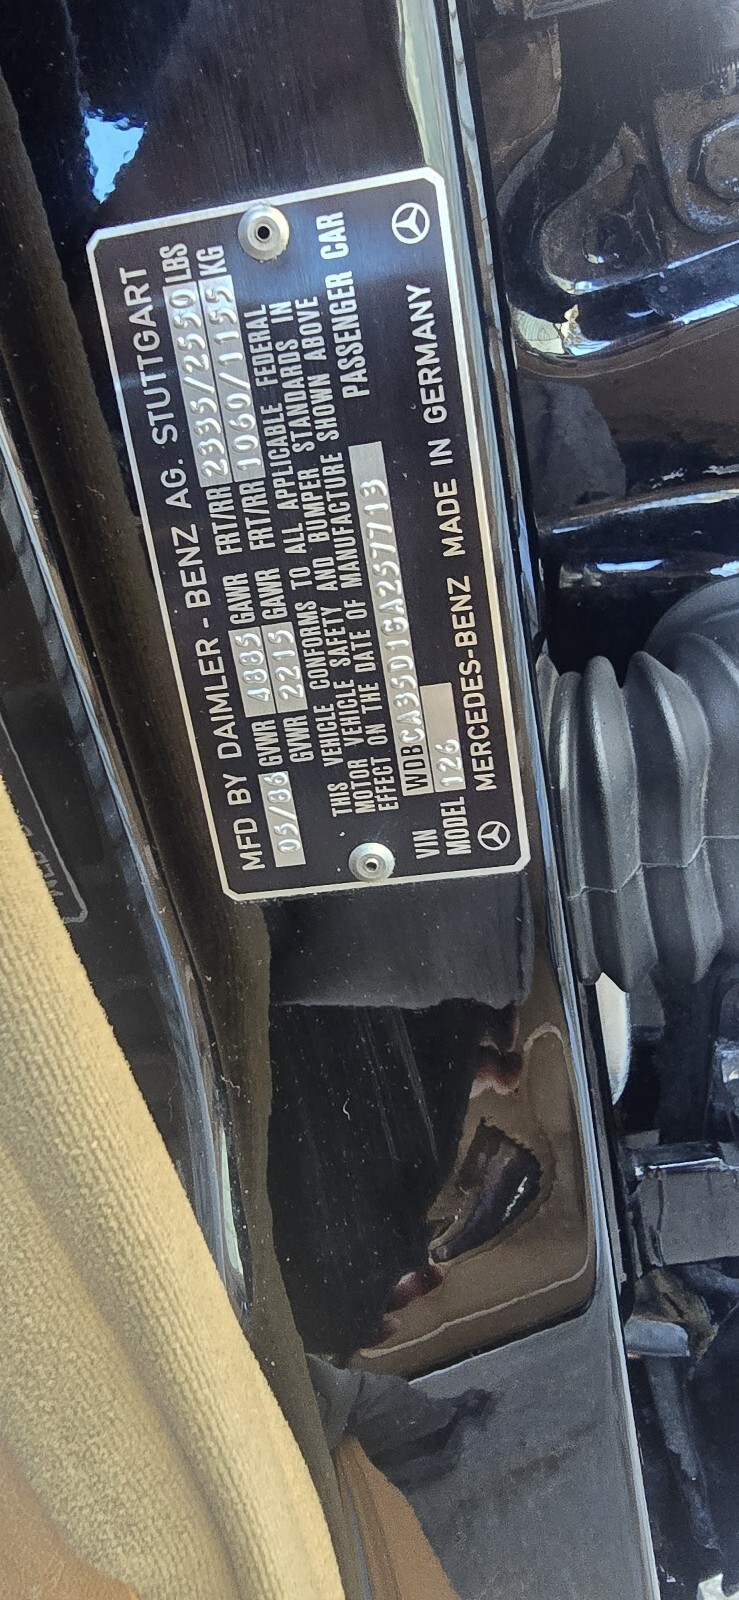 MFD BY DAIMLER - BENZ AG. STUTTGART
05/86 GVWR 4885 GAWR FRT/RR 2335/2550 LBS
GVWR 2215 GAWR FRT/RR 1060/1155 KG
THIS VEHICLE CONFORMS TO ALL APPLICABLE FEDERAL
MOTOR VEHICLE SAFETY AND BUMPER STANDARDS IN
EFFECT ON THE DATE OF MANUFACTURE SHOWN ABOVE
VIN WDBCA35D1GA257713 PASSENGER CAR
MODEL 126
MERCEDES-BENZ MADE IN GERMANY